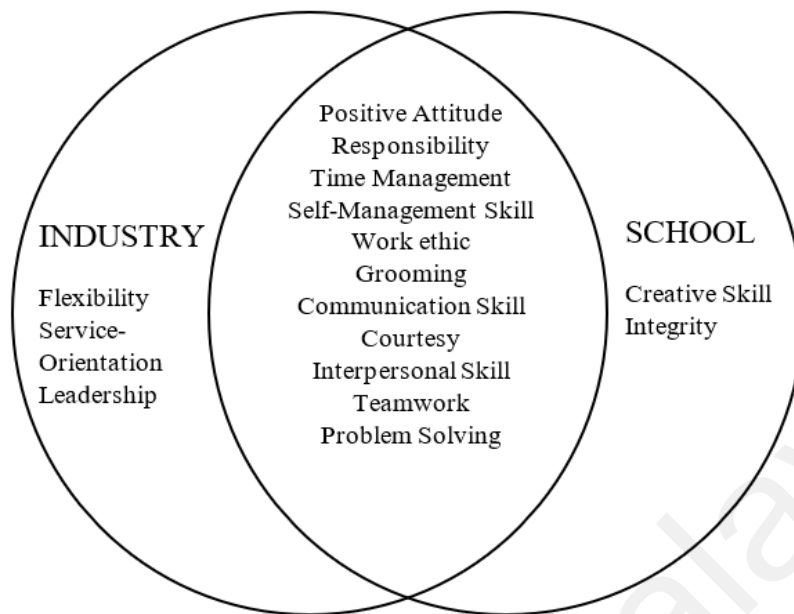 INDUSTRY
Flexibility
Service-
Orientation
Leadership
Positive Attitude
Responsibility
Time Management
Self-Management Skill
Work ethic
Grooming
Communication Skill
Courtesy
Interpersonal Skill
Teamwork
Problem Solving
SCHOOL
Creative Skill
Integrity